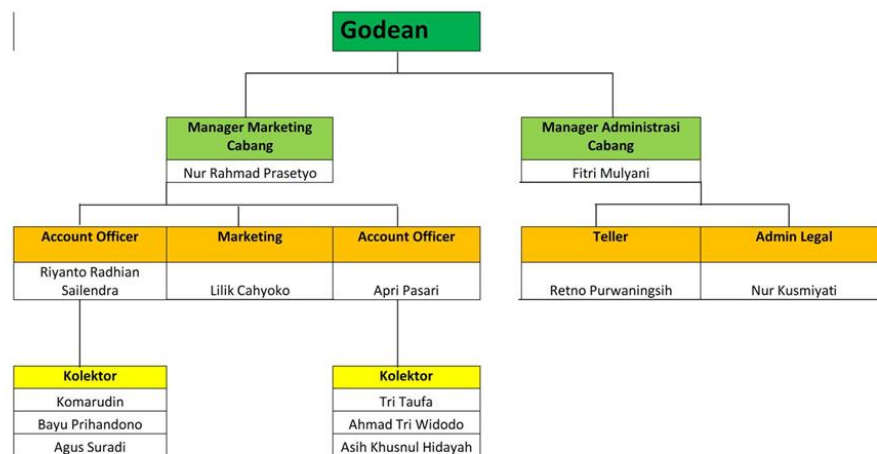 Godean
Manager Marketing
Cabang
Nur Rahmad Prasetyo
Manager Administrasi
Cabang
Fitri Mulyani
Account Officer
Riyanto Radhian
Sailendra
Marketing
Lilik Cahyoko
Account Officer
Apri Pasari
Teller
Retno Purwaningsih
Admin Legal
Nur Kusmiyati
Kolektor
Komarudin
Bayu Prihandono
Agus Suradi
Kolektor
Tri Taufa
Ahmad Tri Widodo
Asih Khusnul Hidayah